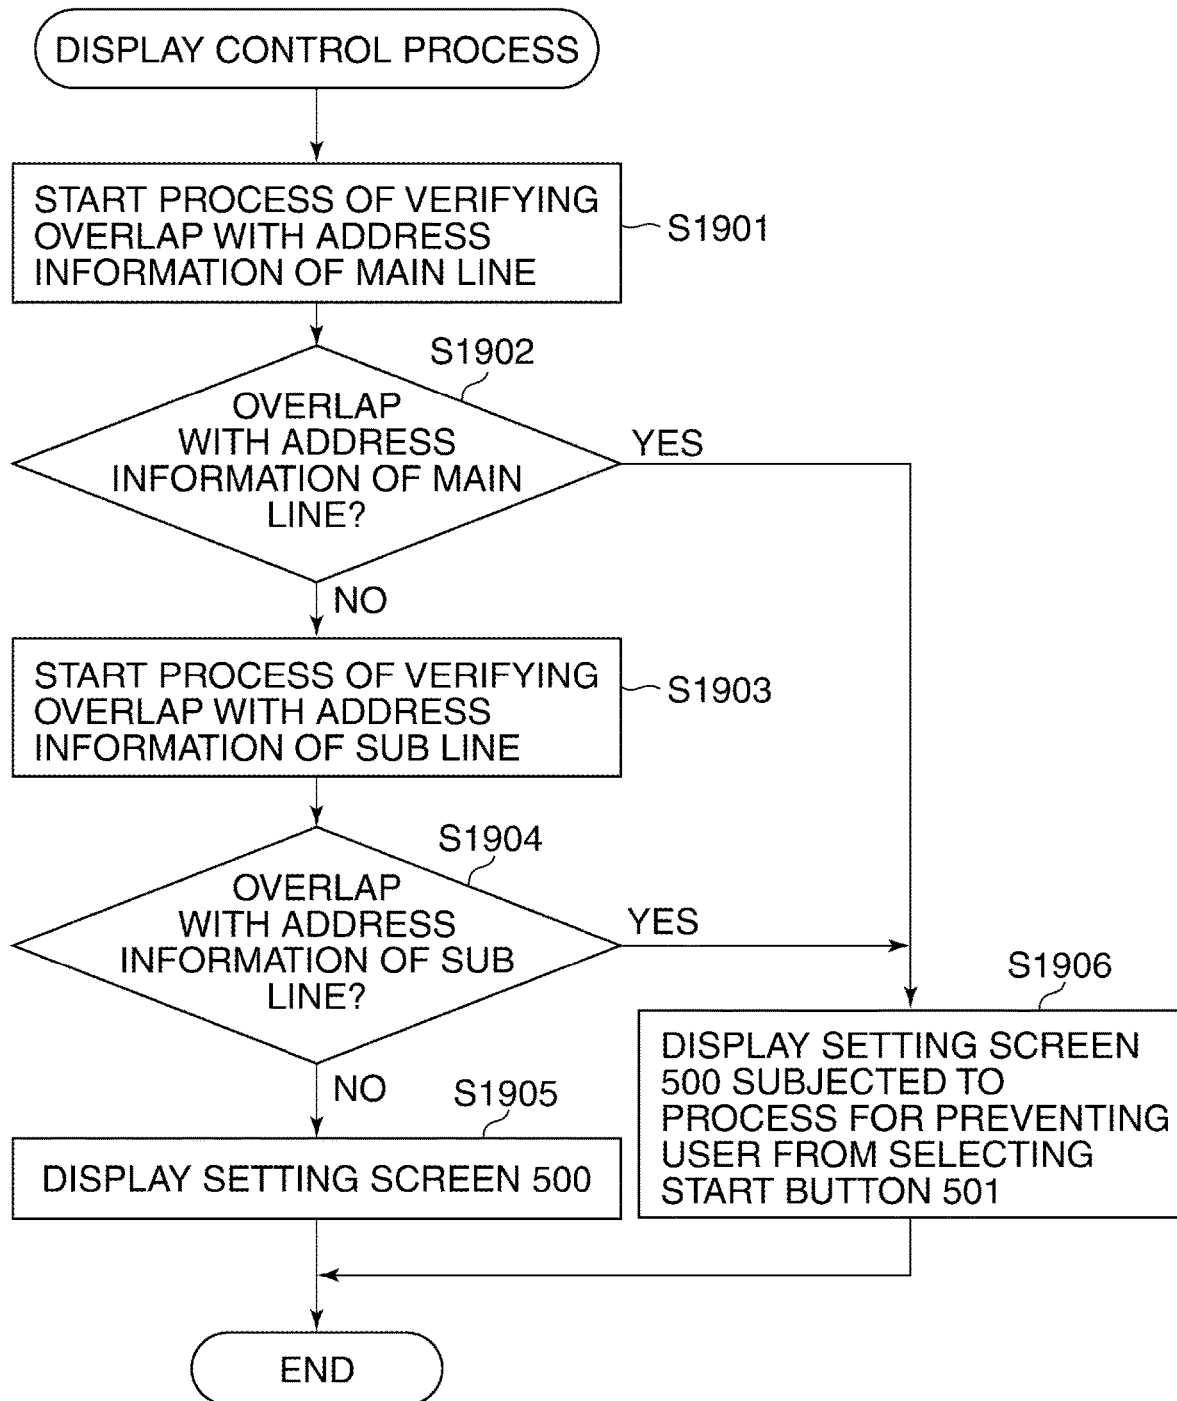 DISPLAY CONTROL PROCESS
START PROCESS OF VERIFYING
OVERLAP WITH ADDRESS
INFORMATION OF MAIN LINE
S1901
S1902
OVERLAP
WITH ADDRESS
INFORMATION OF MAIN
LINE?
YES
NO
START PROCESS OF VERIFYING
OVERLAP WITH ADDRESS
INFORMATION OF SUB LINE
S1903
S1904
OVERLAP
WITH ADDRESS
INFORMATION OF SUB
LINE?
YES
NO
S1905
DISPLAY SETTING SCREEN 500
S1906
DISPLAY SETTING SCREEN
500 SUBJECTED TO
PROCESS FOR PREVENTING
USER FROM SELECTING
START BUTTON 501
END